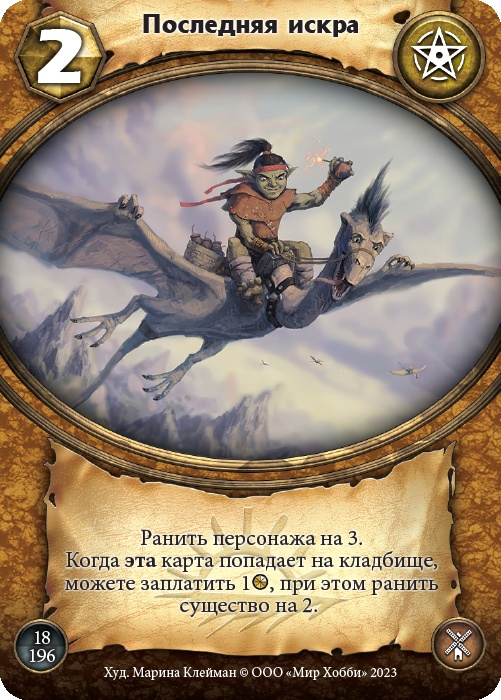 Последняя искра
2
Ранить персонажа на 3.
Когда эта карта попадает на кладбище,
можете заплатить 1, при этом ранить
существо на 2.
18
196
Худ. Марина Клейман © ООО «Мир Хобби» 2023